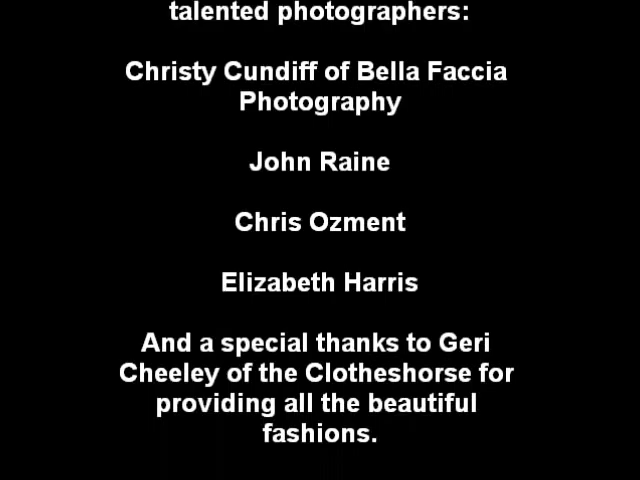 talented photographers:
Christy Cundiff of Bella Faccia
Photography
John Raine
Chris Ozment
Elizabeth Harris
And a special thanks to Geri
Cheeley of the Clotheshorse for
providing all the beautiful
fashions.